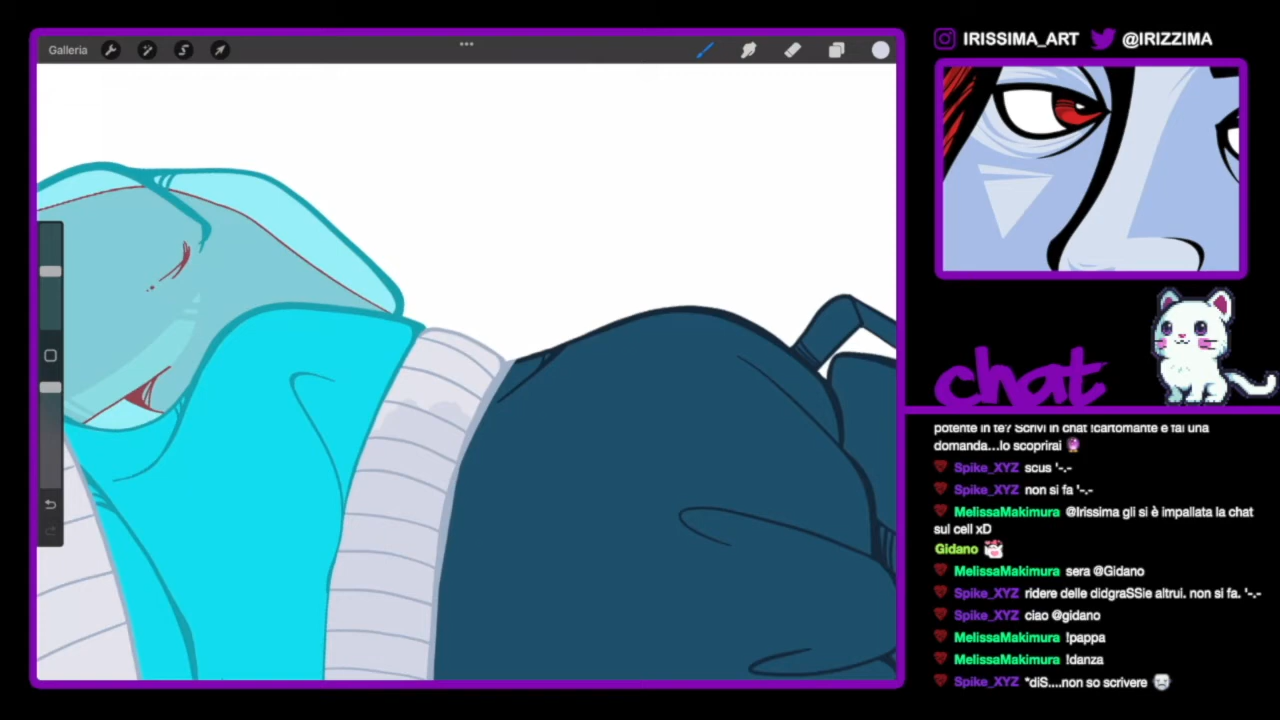 Galleria
IRISSIMA_ART @IRIZZIMA
chat
potente in te? Scrivi in chat !cartomante e fai una
domanda...lo scoprirai
Spike_XYZ scus '-.-
Spike_XYZ non si fa '-.-
MelissaMakimura @Irissima gli si è impallata la chat
sul cell xD
Gidano
MelissaMakimura sera @Gidano
Spike_XYZ ridere delle didgraSSie altrui. non si fa. '-.-
Spike_XYZ ciao @gidano
MelissaMakimura !pappa
MelissaMakimura !danza
Spike_XYZ *diS....non so scrivere